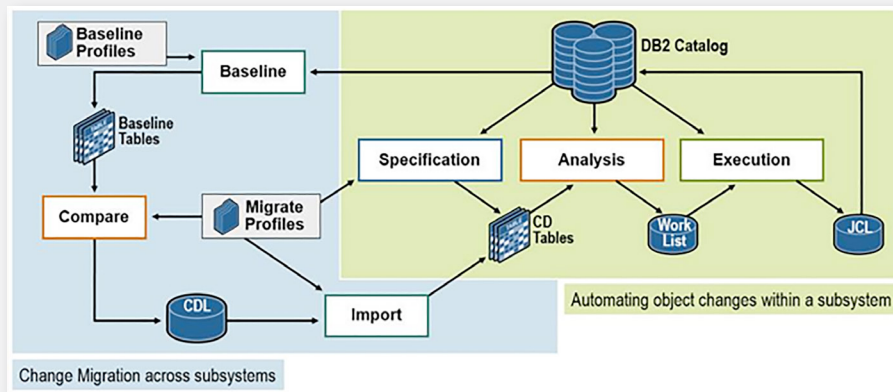 Baseline
Profiles
Baseline
DB2 Catalog
Baseline
Tables
Specification
Analysis
Execution
Compare
Migrate
Profiles
CD
Tables
Work
List
JCL
CDL
Import
Automating object changes within a subsystem
Change Migration across subsystems